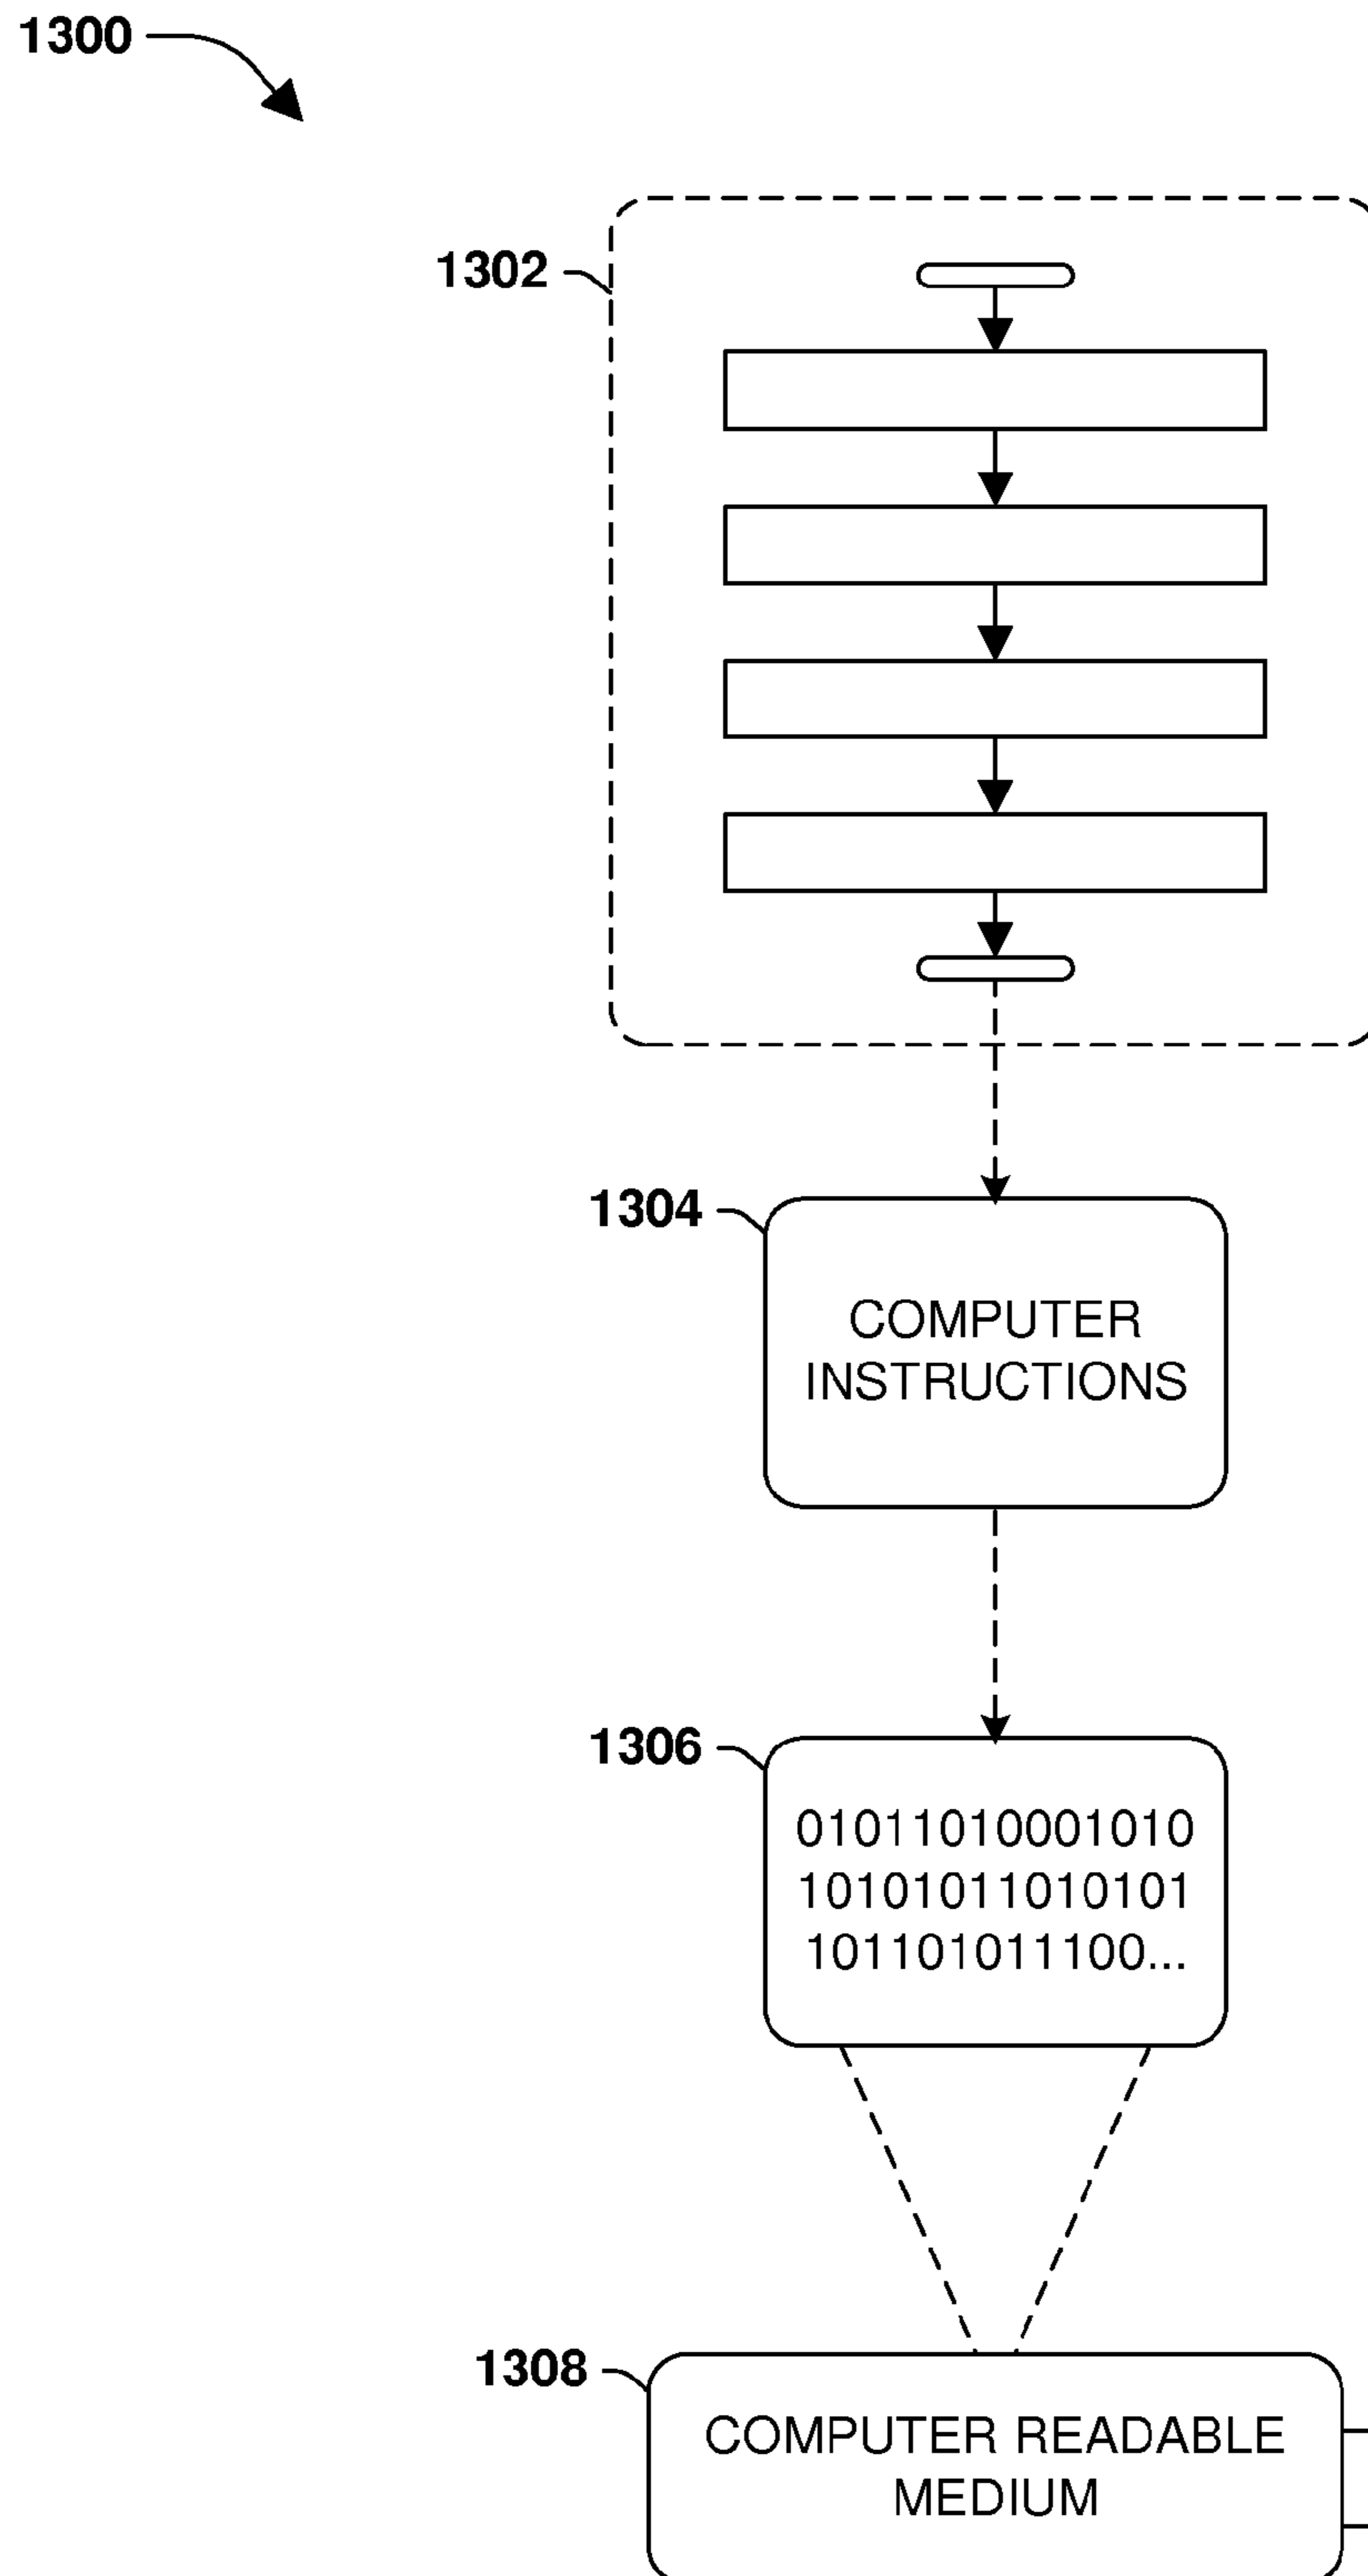 1300
1302
1304
COMPUTER
INSTRUCTIONS
1306
01011010001010
10101011010101
101101011100...
1308
COMPUTER READABLE
MEDIUM